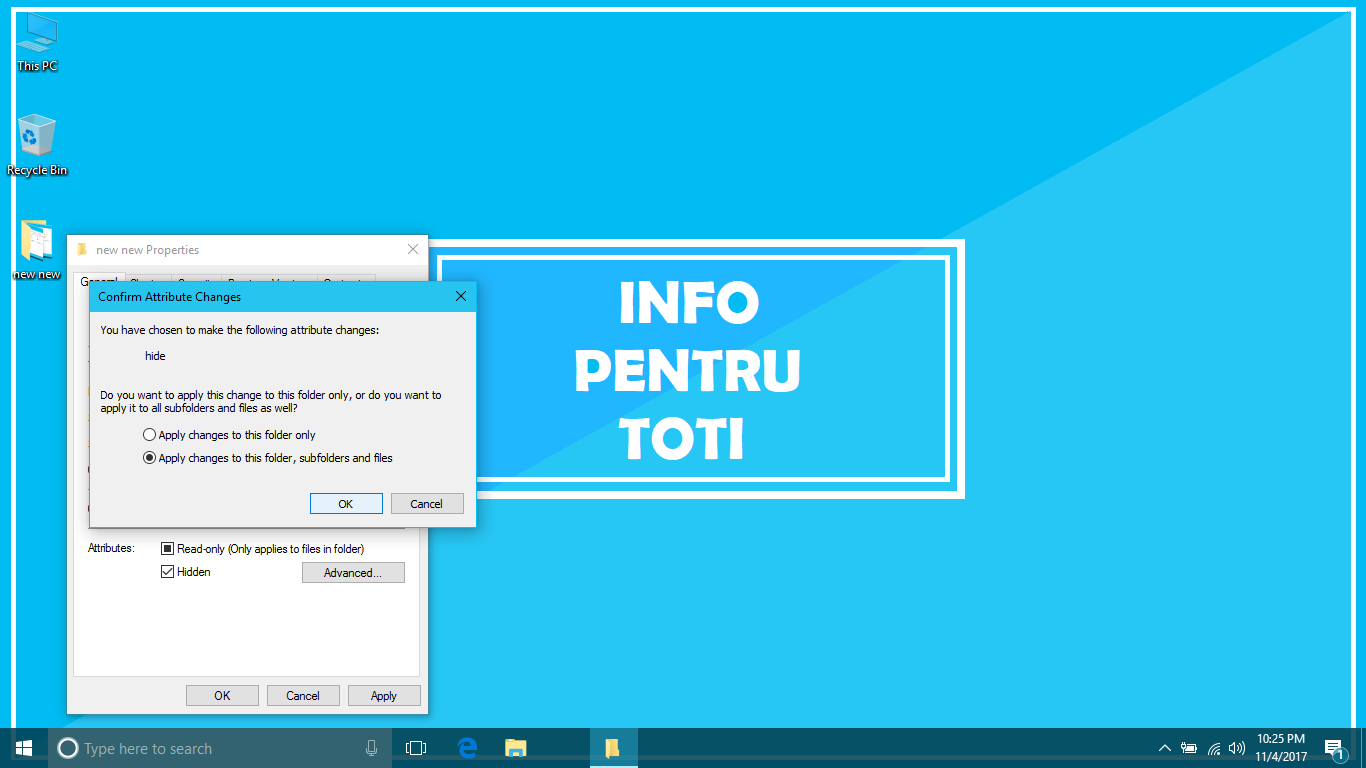 This PC
Recycle Bin
new new
new new Properties
General
Confirm Attribute Changes
You have chosen to make the following attribute changes:
hide
Do you want to apply this change to this folder only, or do you want to
apply it to all subfolders and files as well?
Apply changes to this folder only
Apply changes to this folder, subfolders and files
OK
Cancel
Attributes:
Read-only (Only applies to files in folder)
Hidden
Advanced...
OK
Cancel
Apply
INFO
PENTRU
TOTI
Type here to search
10:25 PM
11/4/2017
1